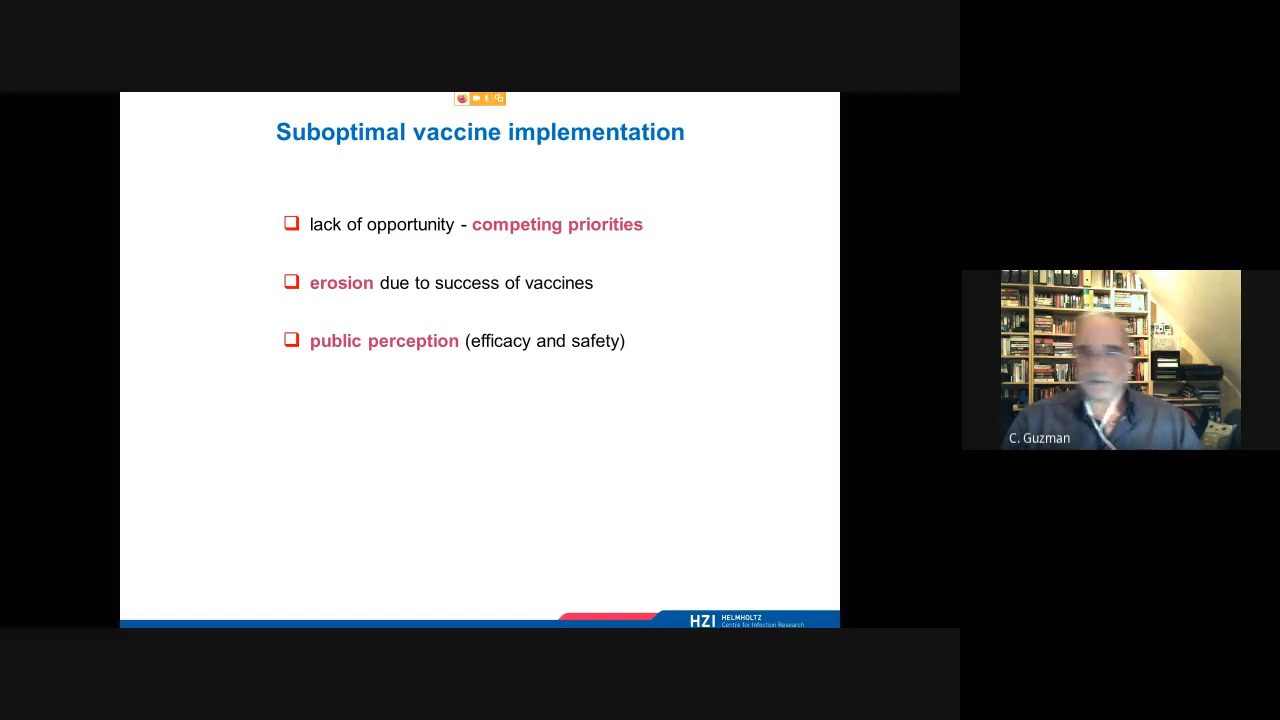 Suboptimal vaccine implementation
lack of opportunity - competing priorities
erosion due to success of vaccines
public perception (efficacy and safety)
C. Guzman
HZI HELMHOLTZ
Centre for Infection Research